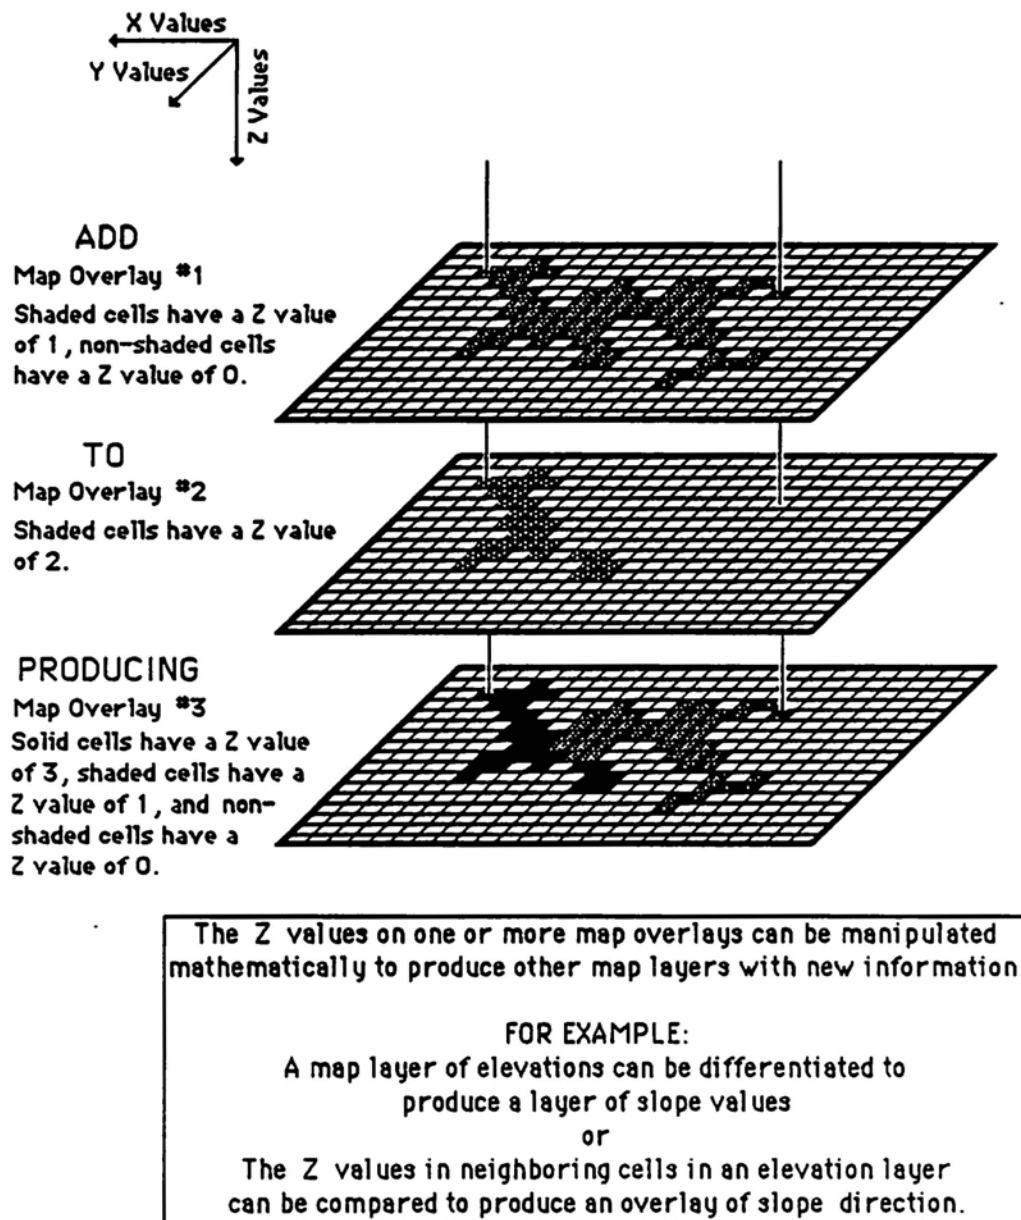 X Values
Y Values
Z Values
ADD
Map Overlay #1
Shaded cells have a Z value
of 1, non-shaded cells
have a Z value of 0.
TO
Map Overlay #2
Shaded cells have a Z value
of 2.
PRODUCING
Map Overlay #3
Solid cells have a Z value
of 3, shaded cells have a
Z value of 1, and non-
shaded cells have a
Z value of 0.
The Z values on one or more map overlays can be manipulated
mathematically to produce other map layers with new information
FOR EXAMPLE:
A map layer of elevations can be differentiated to
produce a layer of slope values
or
The Z values in neighboring cells in an elevation layer
can be compared to produce an overlay of slope direction.